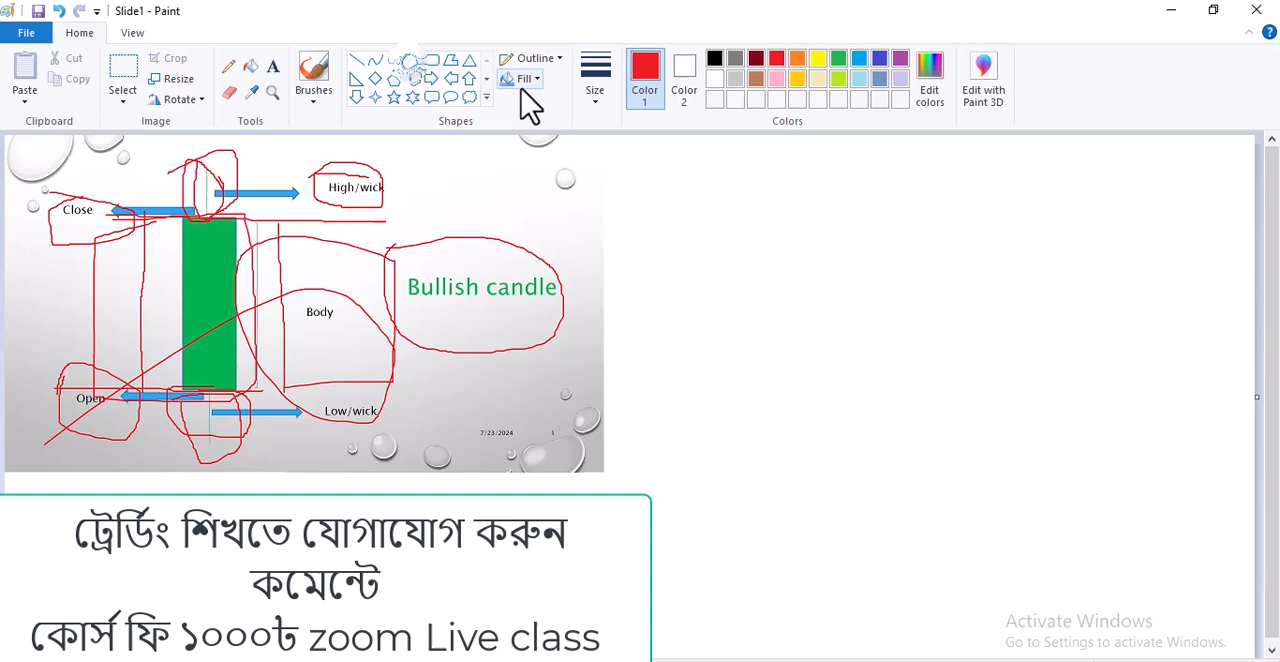 Slide1 - Paint
File Home View
Paste
Cut
Copy
Clipboard
Select
Crop
Resize
Rotate
Image
Tools
Brushes
Shapes
Outline
Fill
Size
Color 1
Color 2
Colors
Edit colors
Edit with Paint 3D
High/wick
Close
Bullish candle
Body
Open
Low/wick
7/23/2024 1
ট্রের্ডিং শিখতে যোগাযোগ করুন
কমেন্টে
কোর্স ফি ১০০০৳ zoom Live class
Activate Windows
Go to Settings to activate Windows.